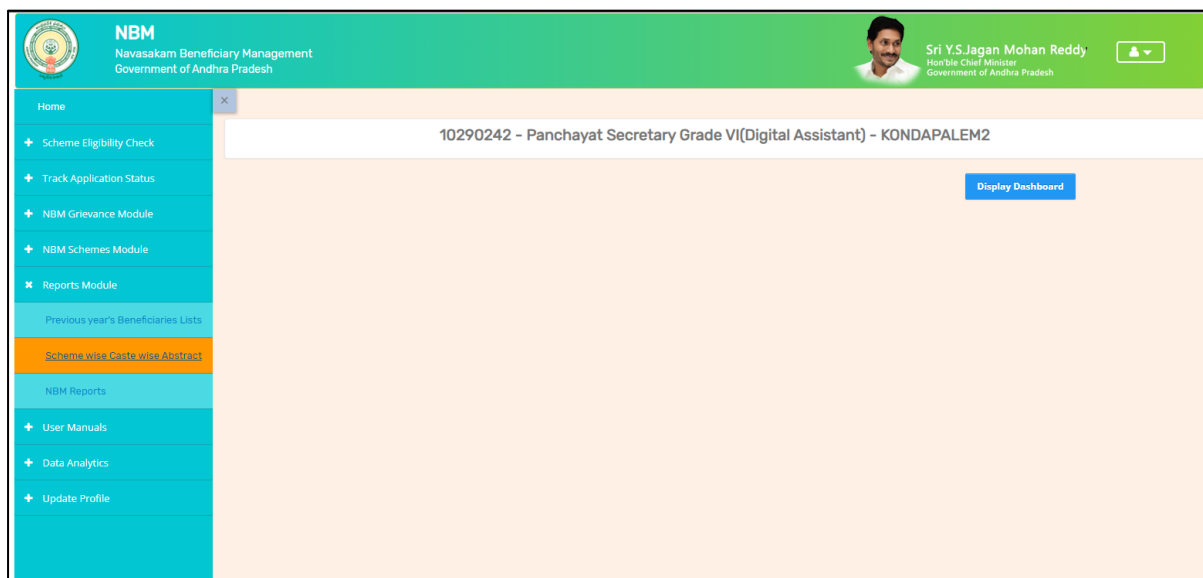 NBM
Navasakam Beneficiary Management
Government of Andhra Pradesh
Sri Y.S.Jagan Mohan Reddy
Hon'ble Chief Minister
Government of Andhra Pradesh
Home
×
10290242 - Panchayat Secretary Grade VI(Digital Assistant) - KONDAPALEM2
Display Dashboard
Scheme Eligibility Check
Track Application Status
NBM Grievance Module
NBM Schemes Module
Reports Module
Previous year's Beneficiaries Lists
Scheme wise Caste wise Abstract
NBM Reports
User Manuals
Data Analytics
Update Profile